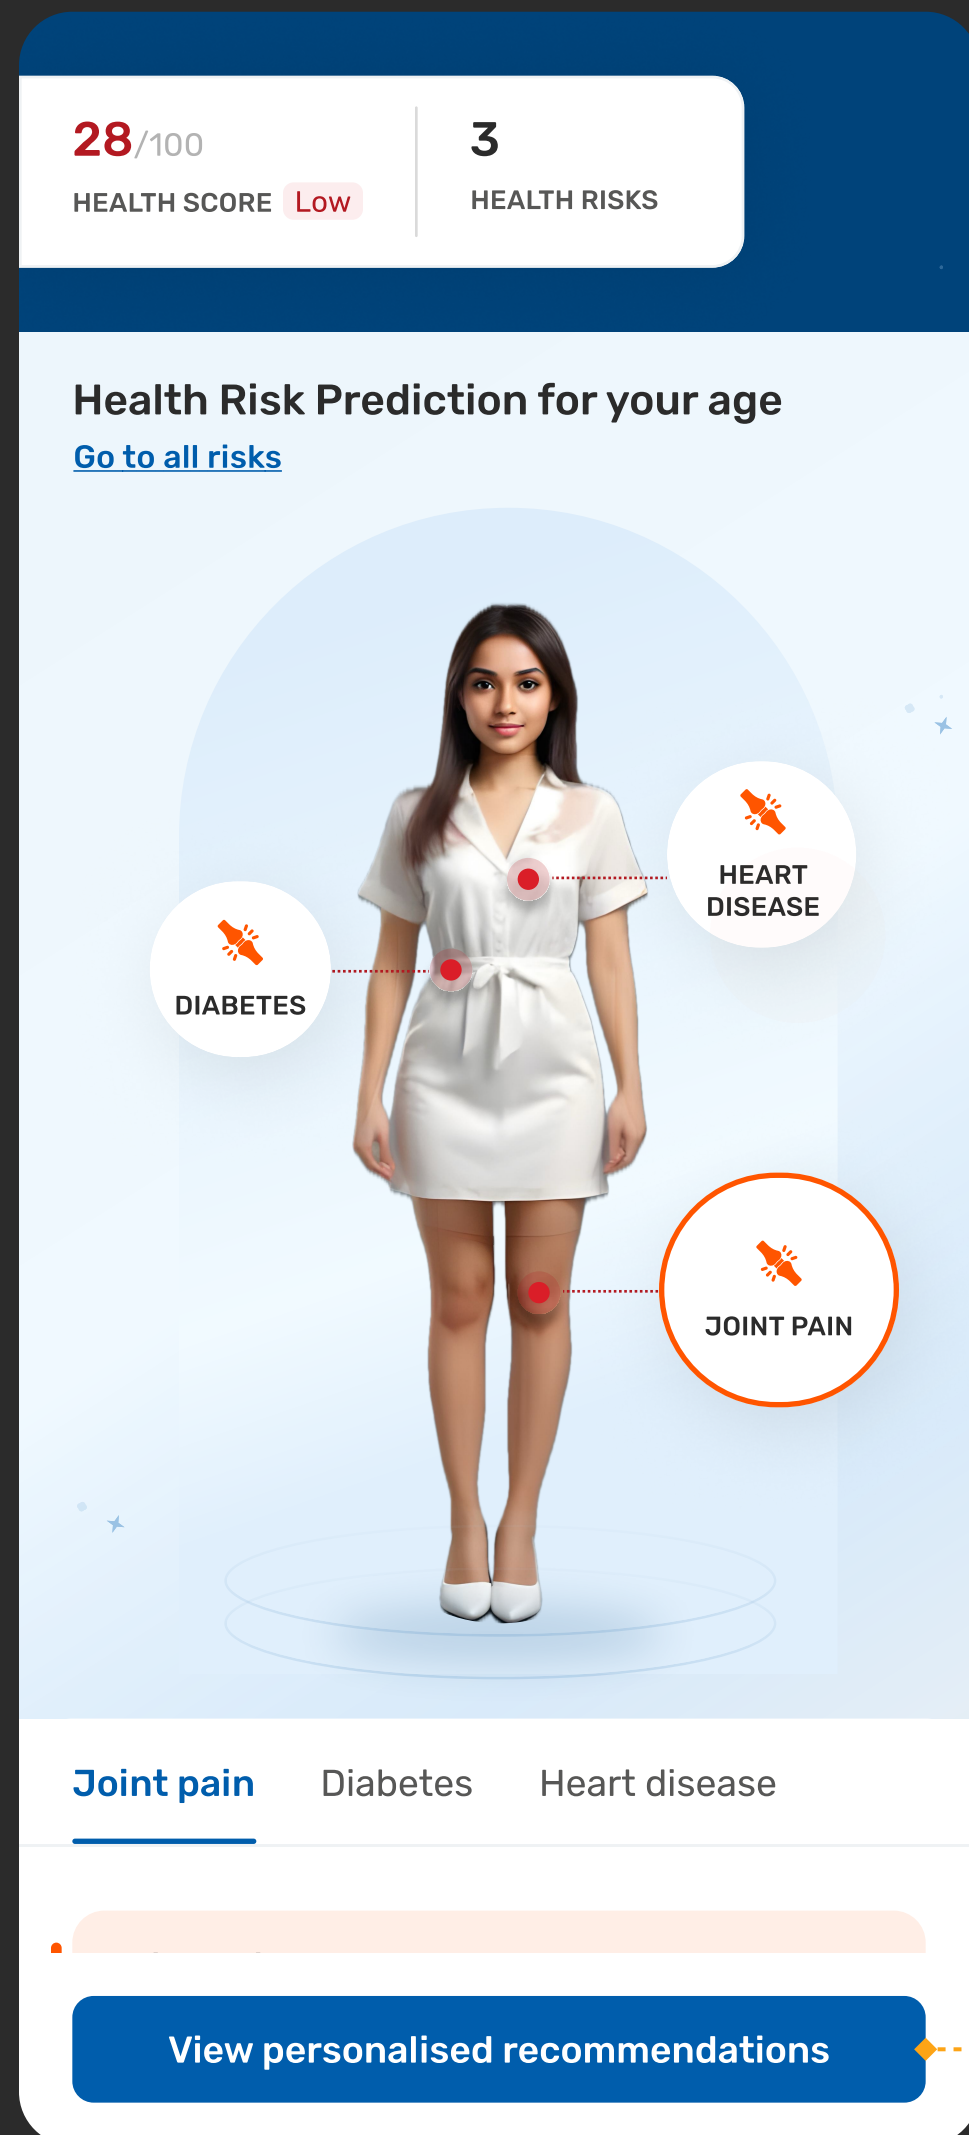 28/100
HEALTH SCORE Low
3
HEALTH RISKS
Health Risk Prediction for your age
Go to all risks
HEART
DISEASE
DIABETES
JOINT PAIN
Joint pain Diabetes Heart disease
View personalised recommendations